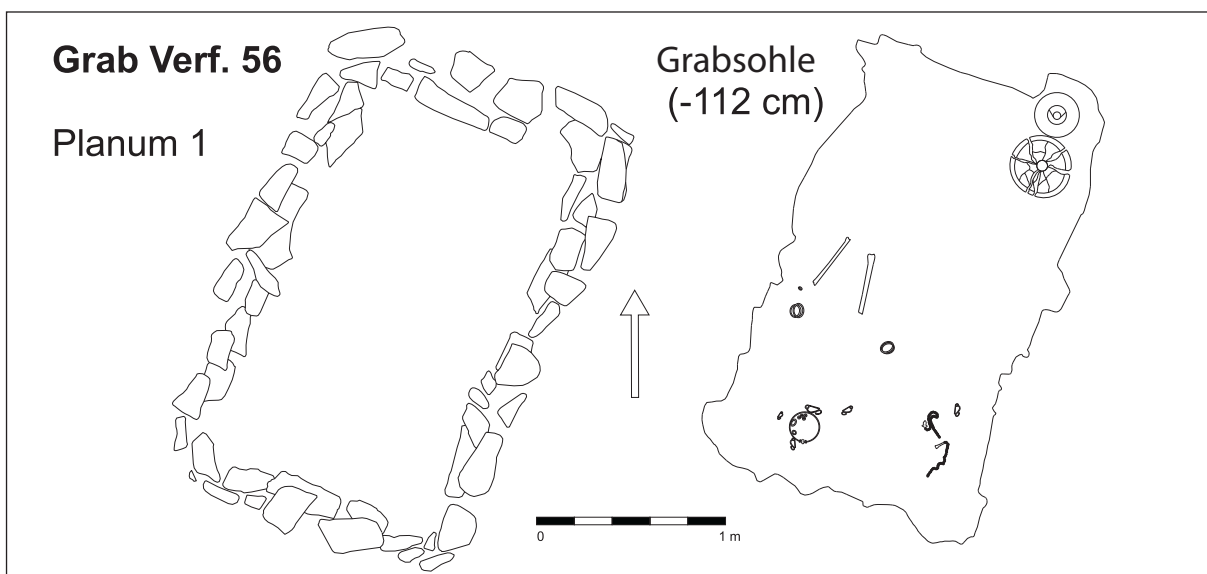 Grab Verf. 56
Planum 1
Grabsohle
(-112 cm)
0 1 m